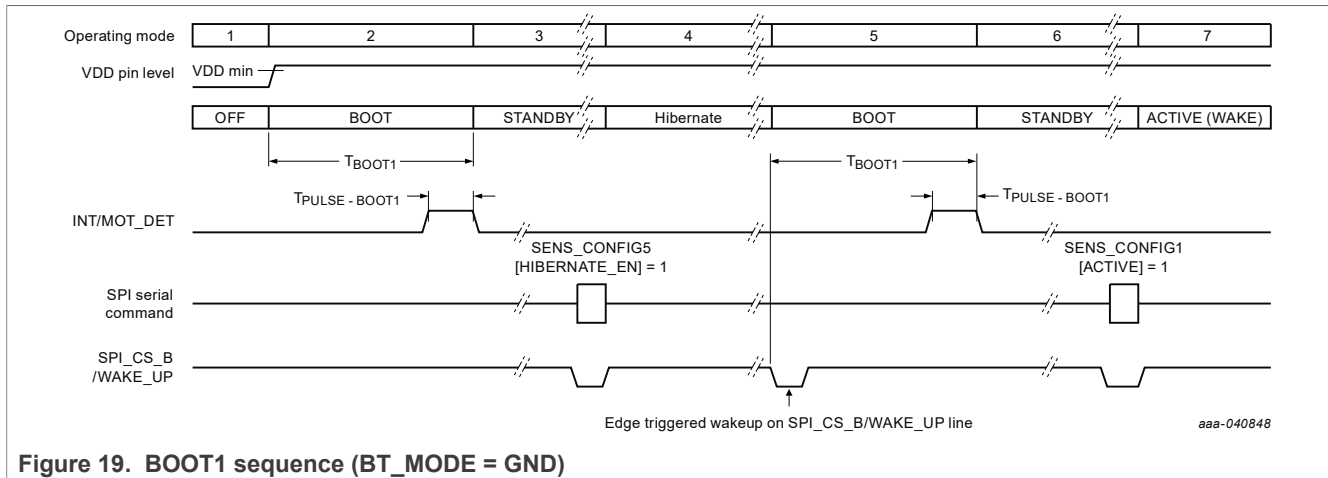 Operating mode 1 2 3 4 5 6 7
VDD pin level VDD min
OFF BOOT STANDBY Hibernate BOOT STANDBY ACTIVE (WAKE)
TBOOT1 TBOOT1
TPULSE - BOOT1 TPULSE - BOOT1
INT/MOT_DET
SENS_CONFIG5 SENS_CONFIG1
[HIBERNATE_EN] = 1 [ACTIVE] = 1
SPI serial
command
SPI_CS_B
/WAKE_UP
Edge triggered wakeup on SPI_CS_B/WAKE_UP line aaa-040848
Figure 19. BOOT1 sequence (BT_MODE = GND)